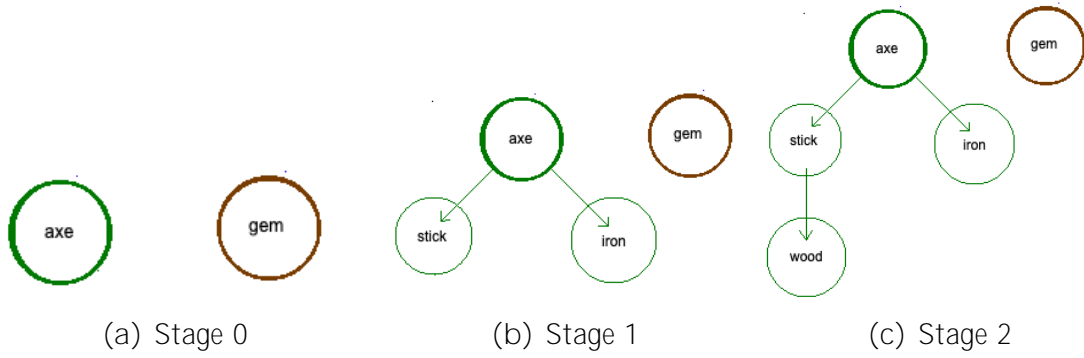 axe
gem
(a) Stage 0
axe
gem
stick
iron
(b) Stage 1
axe
gem
stick
iron
wood
(c) Stage 2